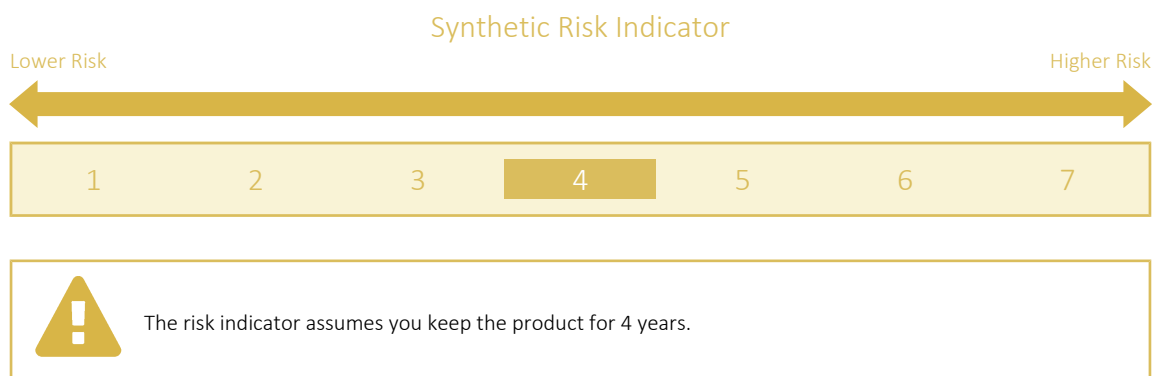 Synthetic Risk Indicator
Lower Risk Higher Risk
1 2 3 4 5 6 7
The risk indicator assumes you keep the product for 4 years.